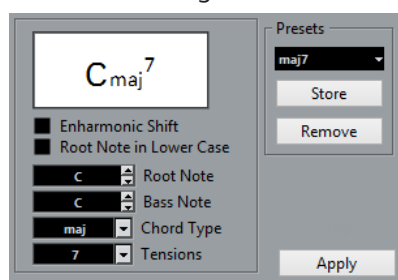 Cmaj7
Enharmonic Shift
Root Note in Lower Case
C Root Note
C Bass Note
maj Chord Type
7 Tensions
Presets
maj7
Store
Remove
Apply